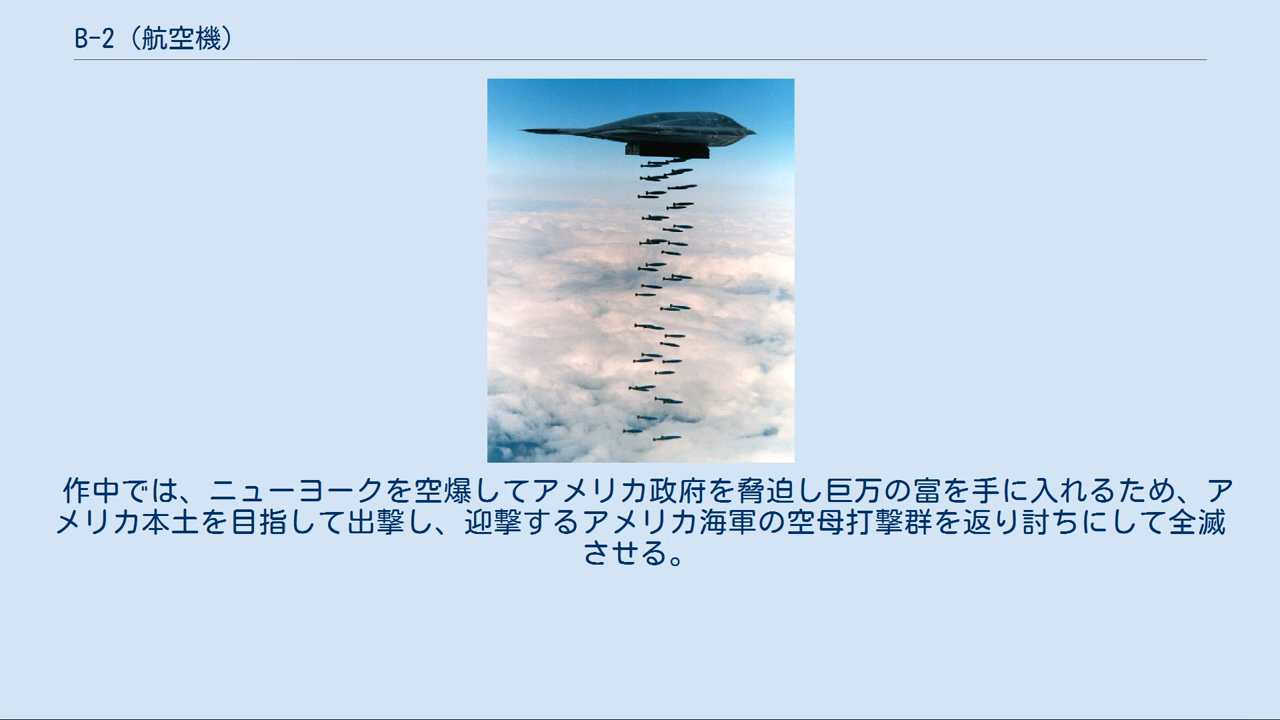 B-2（航空機）
作中では、ニューヨークを空爆してアメリカ政府を脅迫し巨万の富を手に入れるため、ア
メリカ本土を目指して出撃し、迎撃するアメリカ海軍の空母打撃群を返り討ちにして全滅
させる。